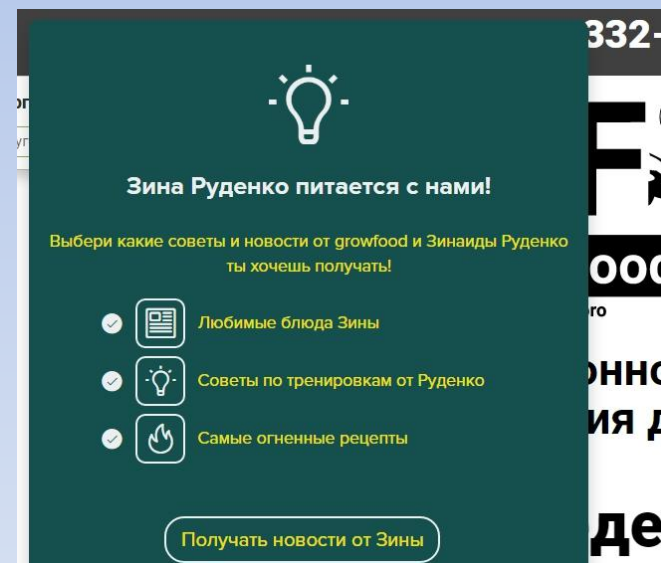 332-
F
Зина Руденко питается с нами!
Выбери какие советы и новости от growfood и Зинаиды Руденко
ты хочешь получать!
Любимые блюда Зины
Советы по тренировкам от Руденко
Самые огненные рецепты
Получать новости от Зины